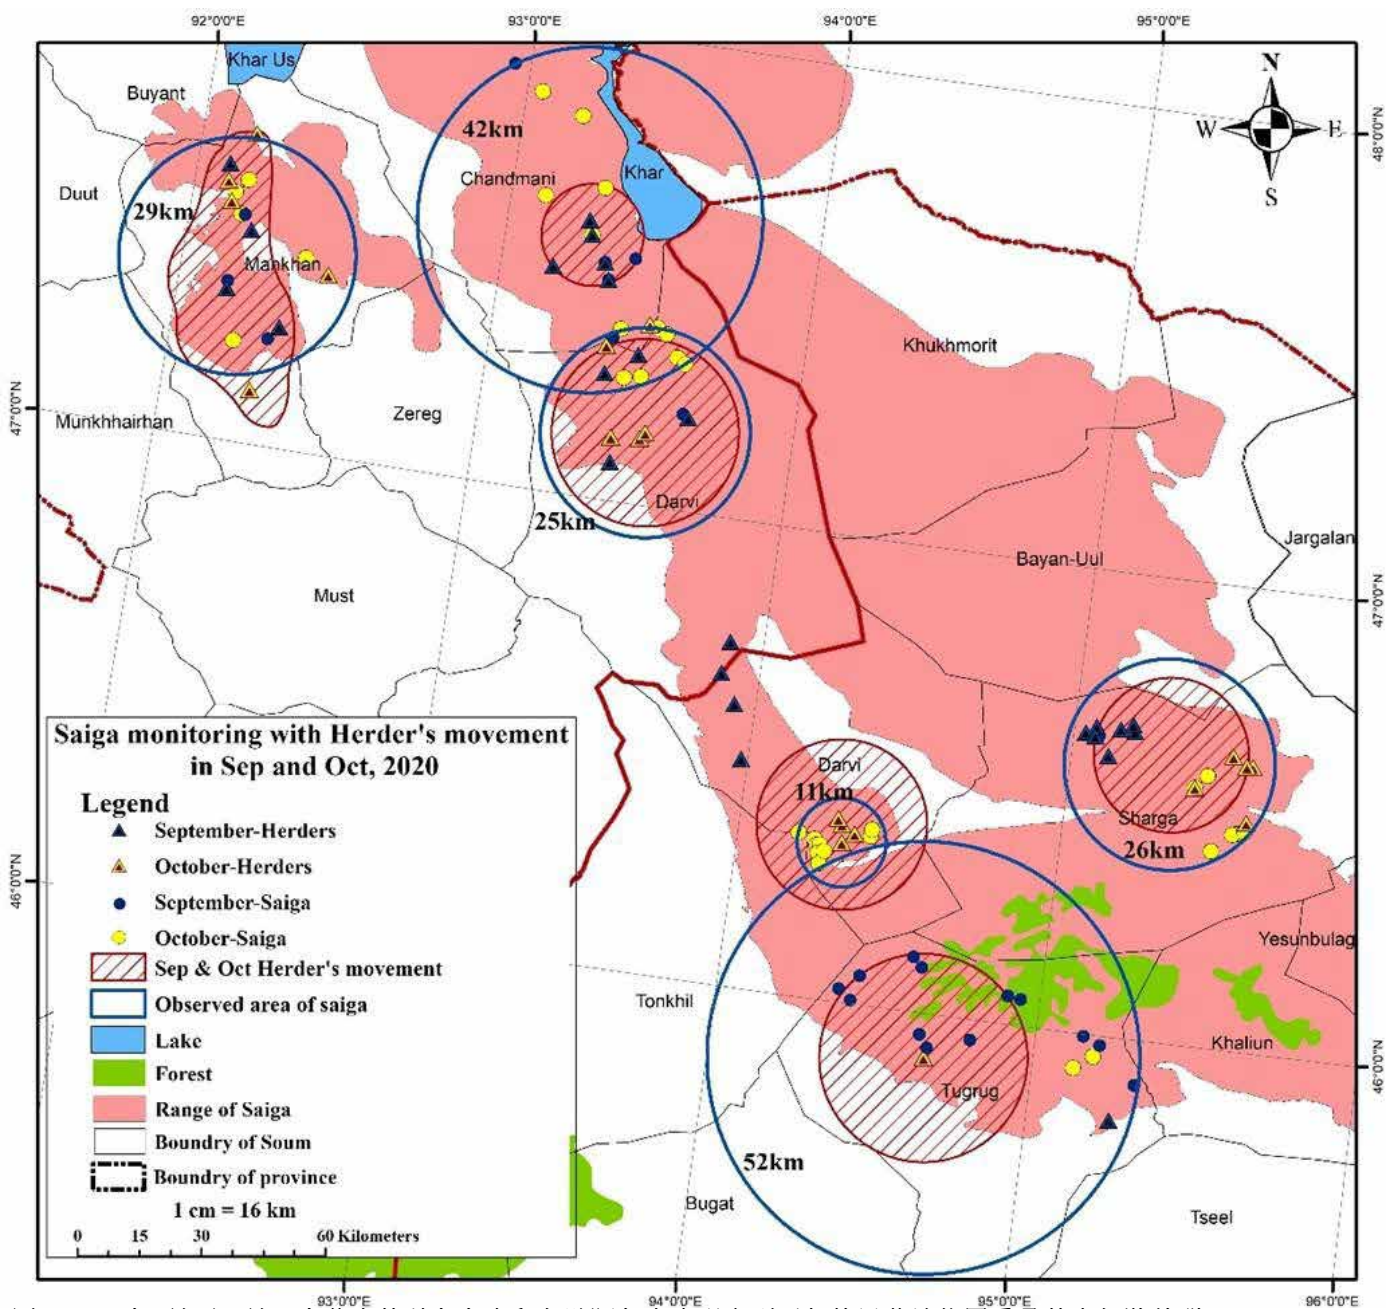 92°0'0"E 93°0'0"E 94°0'0"E 95°0'0"E
Khar Us
Buyant
N
42km
W E
48°0'0"N
S
Chandmani
Khar
Duut
29km
Mankhan
Khukhmorit
47°0'0"N
Munkhhairhan
Zereg
Darvi
25km
Jargalan
Bayan-Uul
Must
47°0'0"N
Saiga monitoring with Herder's movement
in Sep and Oct, 2020
Darvi
11km
Legend
September-Herders
Sharga
26km
October-Herders
46°0'0"N
September-Saiga
October-Saiga
Yesunbulag
Sep & Oct Herder's movement
Observed area of saiga
Tonkhil
Lake
Khaliun
Forest
46°0'0"N
Tugrug
Range of Saiga
Boundry of Soum
52km
Boundry of province
Bugat
1 cm = 16 km
Tseel
0 15 30 60 Kilometers
93°0'0"E 94°0'0"E 95°0'0"E 96°0'0"E